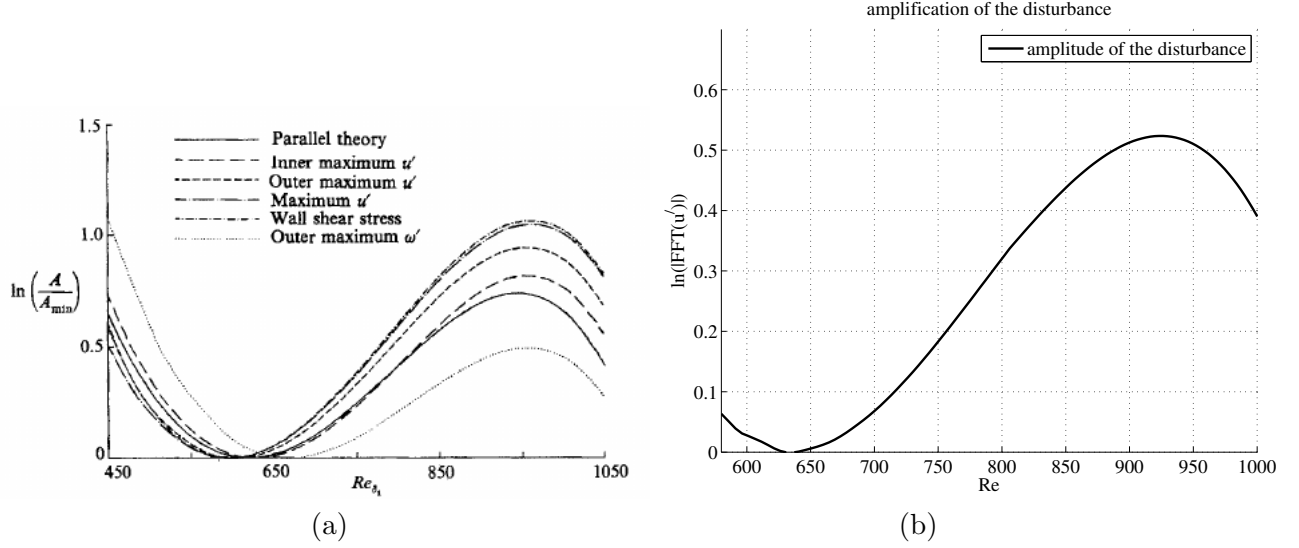 1.5
1.0
0.5
0
ln (A/A_min)
Parallel theory
Inner maximum u′
Outer maximum u′
Maximum u′
Wall shear stress
Outer maximum ω′
450 650 850 1050
Re_δ₁
(a)
amplification of the disturbance
amplitude of the disturbance
0.6
0.5
0.4
0.3
0.2
0.1
0
ln(|FFT(u′)|)
600 650 700 750 800 850 900 950 1000
Re
(b)